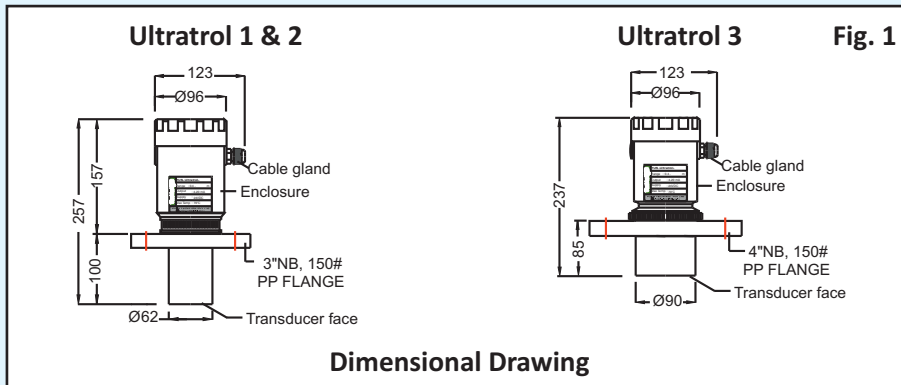 Ultratrol 1 & 2
Ultratrol 3
Fig. 1
123
Ø96
Cable gland
Enclosure
257
157
100
3"NB, 150#
PP FLANGE
Ø62
Transducer face
123
Ø96
Cable gland
Enclosure
237
85
4"NB, 150#
PP FLANGE
Transducer face
Ø90
Dimensional Drawing